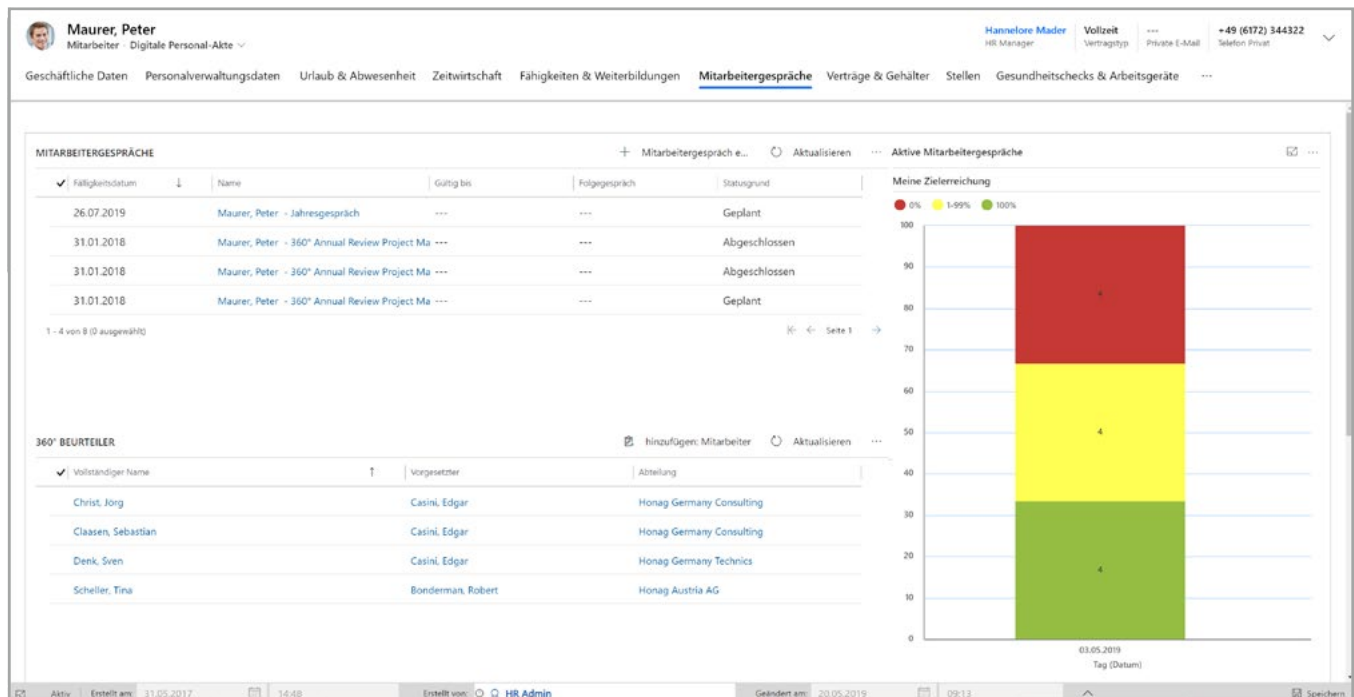 Maurer, Peter
Mitarbeiter · Digitale Personal-Akte
Hannelore Mader
HR Manager
Vollzeit
Vertragstyp
---
Private E-Mail
+49 (6172) 344322
Telefon Privat
Geschäftliche Daten Personalverwaltungsdaten Urlaub & Abwesenheit Zeitwirtschaft Fähigkeiten & Weiterbildungen Mitarbeitergespräche Verträge & Gehälter Stellen Gesundheitschecks & Arbeitsgeräte ...
MITARBEITERGESPRÄCHE + Mitarbeitergespräch e... Aktualisieren ...
Fälligkeitsdatum ↓ Name Gültig bis Folgegespräch Statusgrund
26.07.2019 Maurer, Peter - Jahresgespräch --- --- Geplant
31.01.2018 Maurer, Peter - 360° Annual Review Project Ma --- --- Abgeschlossen
31.01.2018 Maurer, Peter - 360° Annual Review Project Ma --- --- Abgeschlossen
31.01.2018 Maurer, Peter - 360° Annual Review Project Ma --- --- Geplant
1 - 4 von 8 (0 ausgewählt) Seite 1
360° BEURTEILER hinzufügen: Mitarbeiter Aktualisieren ...
Vollständiger Name ↑ Vorgesetzter Abteilung
Christ, Jörg Casini, Edgar Honag Germany Consulting
Claasen, Sebastian Casini, Edgar Honag Germany Consulting
Denk, Sven Casini, Edgar Honag Germany Technics
Scheller, Tina Bonderman, Robert Honag Austria AG
Aktive Mitarbeitergespräche ...
Meine Zielerreichung
0% 1-99% 100%
100
90
80
70
60
50
40
30
20
10
0
4
4
4
03.05.2019
Tag (Datum)
Aktiv Erstellt am: 31.05.2017 14:48 Erstellt von: HR Admin Geändert am: 20.05.2019 09:13 Speichern